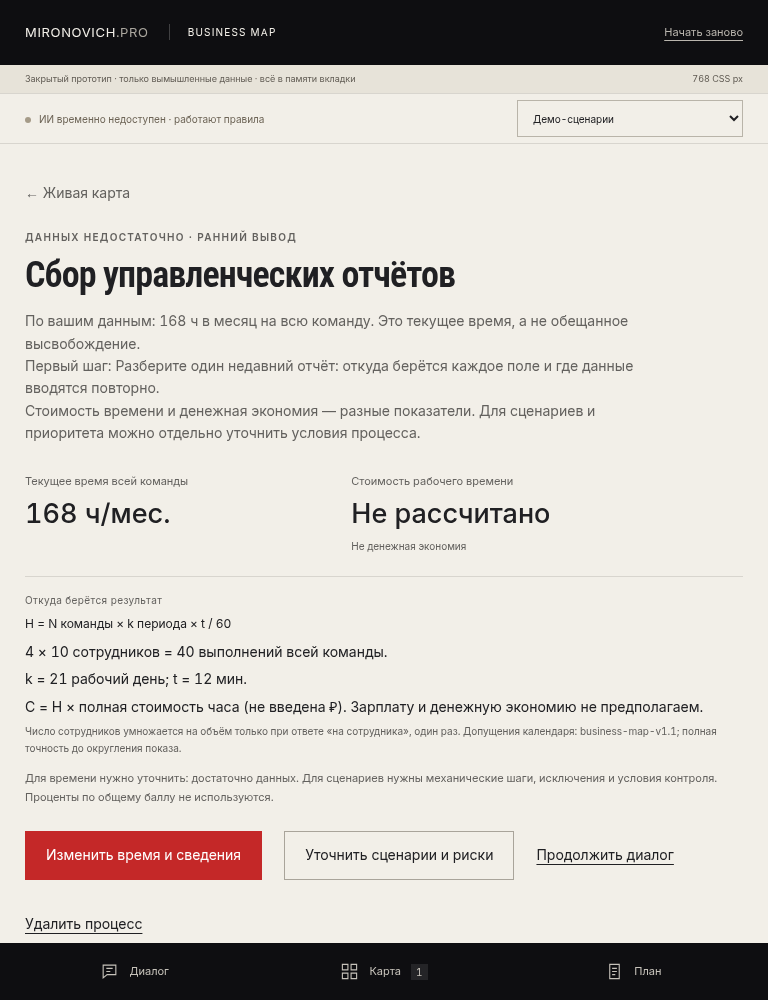 MIRONOVICH.PRO
BUSINESS MAP
Начать заново
Закрытый прототип · только вымышленные данные · всё в памяти вкладки
768 CSS px
ИИ временно недоступен · работают правила
Демо-сценарии
← Живая карта
ДАННЫХ НЕДОСТАТОЧНО · РАННИЙ ВЫВОД
Сбор управленческих отчётов
По вашим данным: 168 ч в месяц на всю команду. Это текущее время, а не обещанное
высвобождение.
Первый шаг: Разберите один недавний отчёт: откуда берётся каждое поле и где данные
вводятся повторно.
Стоимость времени и денежная экономия — разные показатели. Для сценариев и
приоритета можно отдельно уточнить условия процесса.
Текущее время всей команды
168 ч/мес.
Стоимость рабочего времени
Не рассчитано
Не денежная экономия
Откуда берётся результат
H = N команды × k периода × t / 60
4 × 10 сотрудников = 40 выполнений всей команды.
k = 21 рабочий день; t = 12 мин.
C = H × полная стоимость часа (не введена ₽). Зарплату и денежную экономию не предполагаем.
Число сотрудников умножается на объём только при ответе «на сотрудника», один раз. Допущения календаря: business-map-v1.1; полная
точность до округления показа.
Для времени нужно уточнить: достаточно данных. Для сценариев нужны механические шаги, исключения и условия контроля.
Проценты по общему баллу не используются.
Изменить время и сведения
Уточнить сценарии и риски
Продолжить диалог
Удалить процесс
Диалог
Карта 1
План